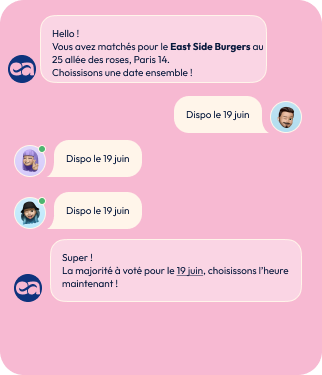 Hello !
Vous avez matchés pour le East Side Burgers au
25 allée des roses, Paris 14.
Choissisons une date ensemble !
Dispo le 19 juin
Dispo le 19 juin
Dispo le 19 juin
Super !
La majorité à voté pour le 19 juin, choisissons l'heure
maintenant !